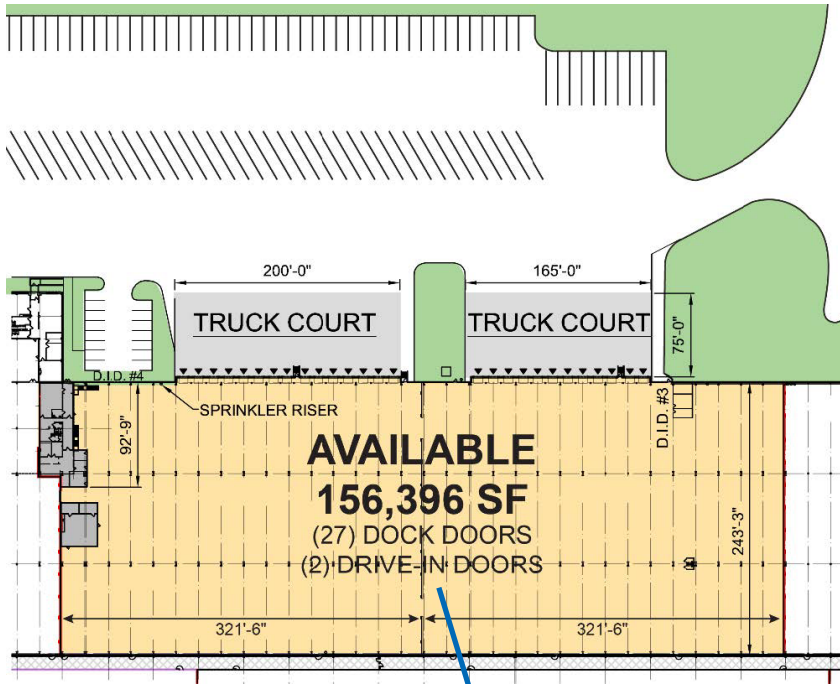 200'-0"
165'-0"
TRUCK COURT
TRUCK COURT
75'-0"
D.I.D. #4
SPRINKLER RISER
D.I.D. #3
92'-9"
AVAILABLE
156,396 SF
(27) DOCK DOORS
(2) DRIVE-IN DOORS
243'-3"
321'-6"
321'-6"